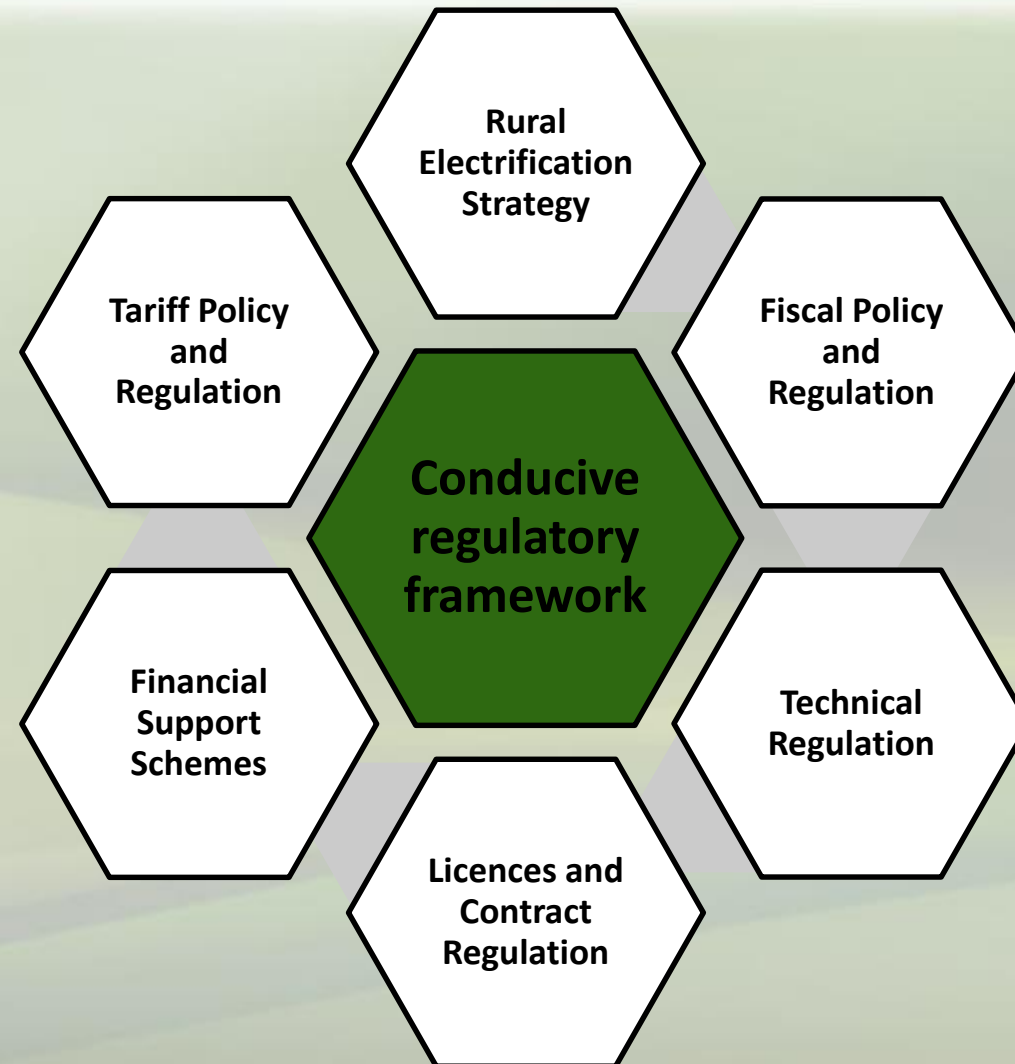 Rural
Electrification
Strategy
Tariff Policy
and
Regulation
Fiscal Policy
and
Regulation
Conducive
regulatory
framework
Financial
Support
Schemes
Technical
Regulation
Licences and
Contract
Regulation